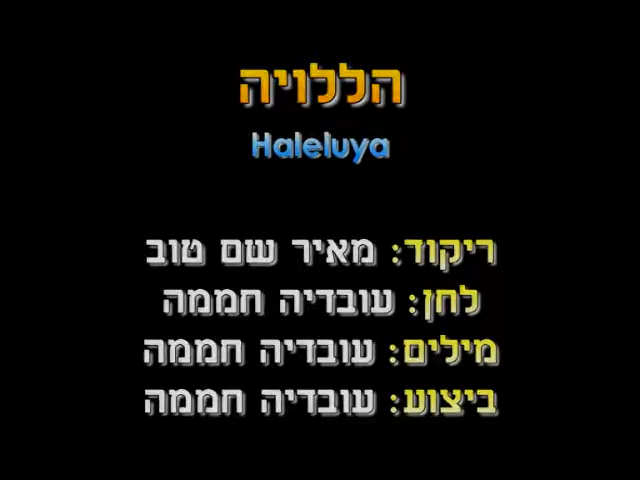 הללויה
Haleluya
ריקוד: מאיר שם טוב
לחן: עובדיה חממה
מילים: עובדיה חממה
ביצוע: עובדיה חממה